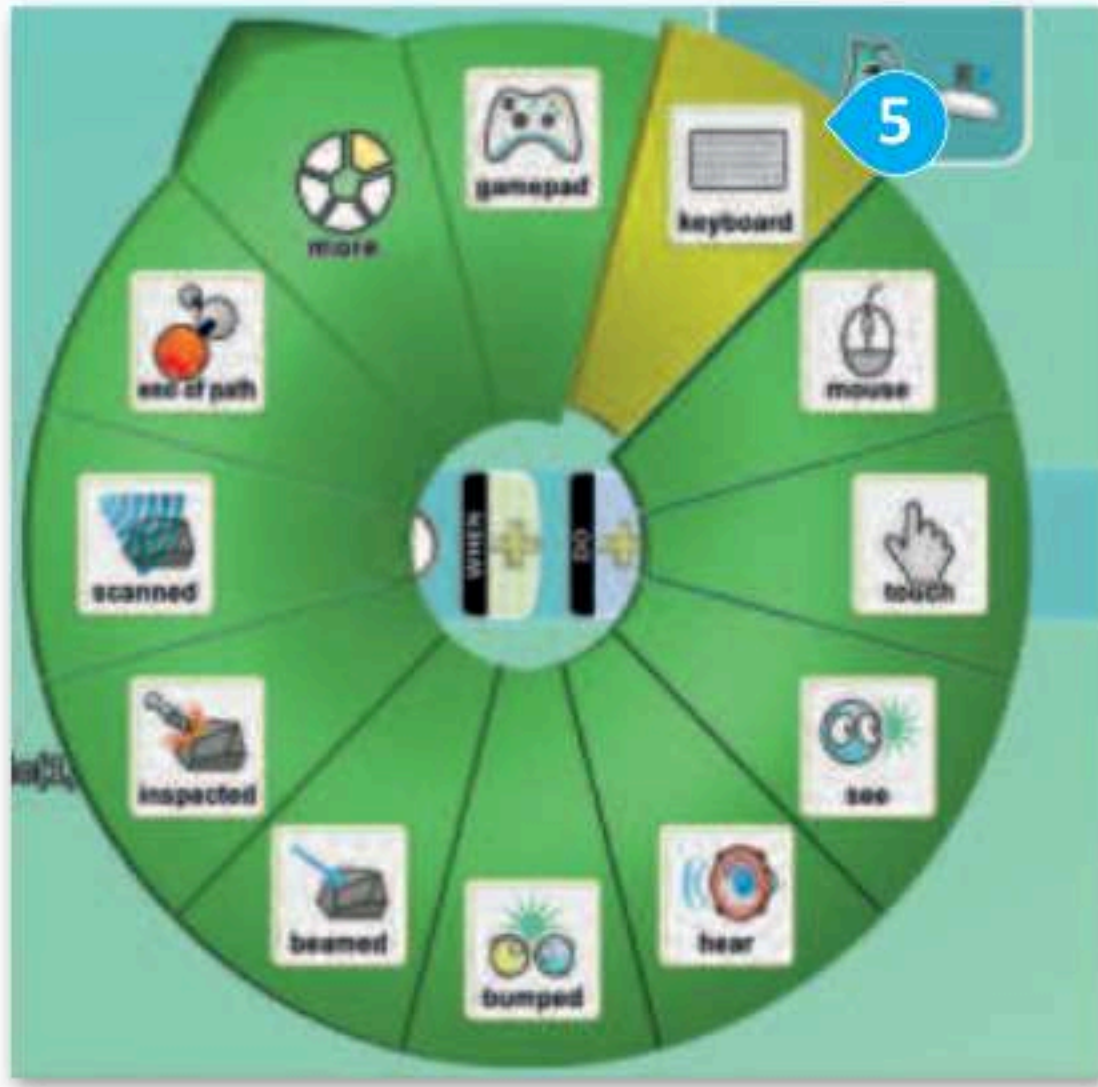 gamepad
5
keyboard
more
mouse
end of path
scanned
WHEN
DO
touch
inspected
see
beamed
hear
bumped